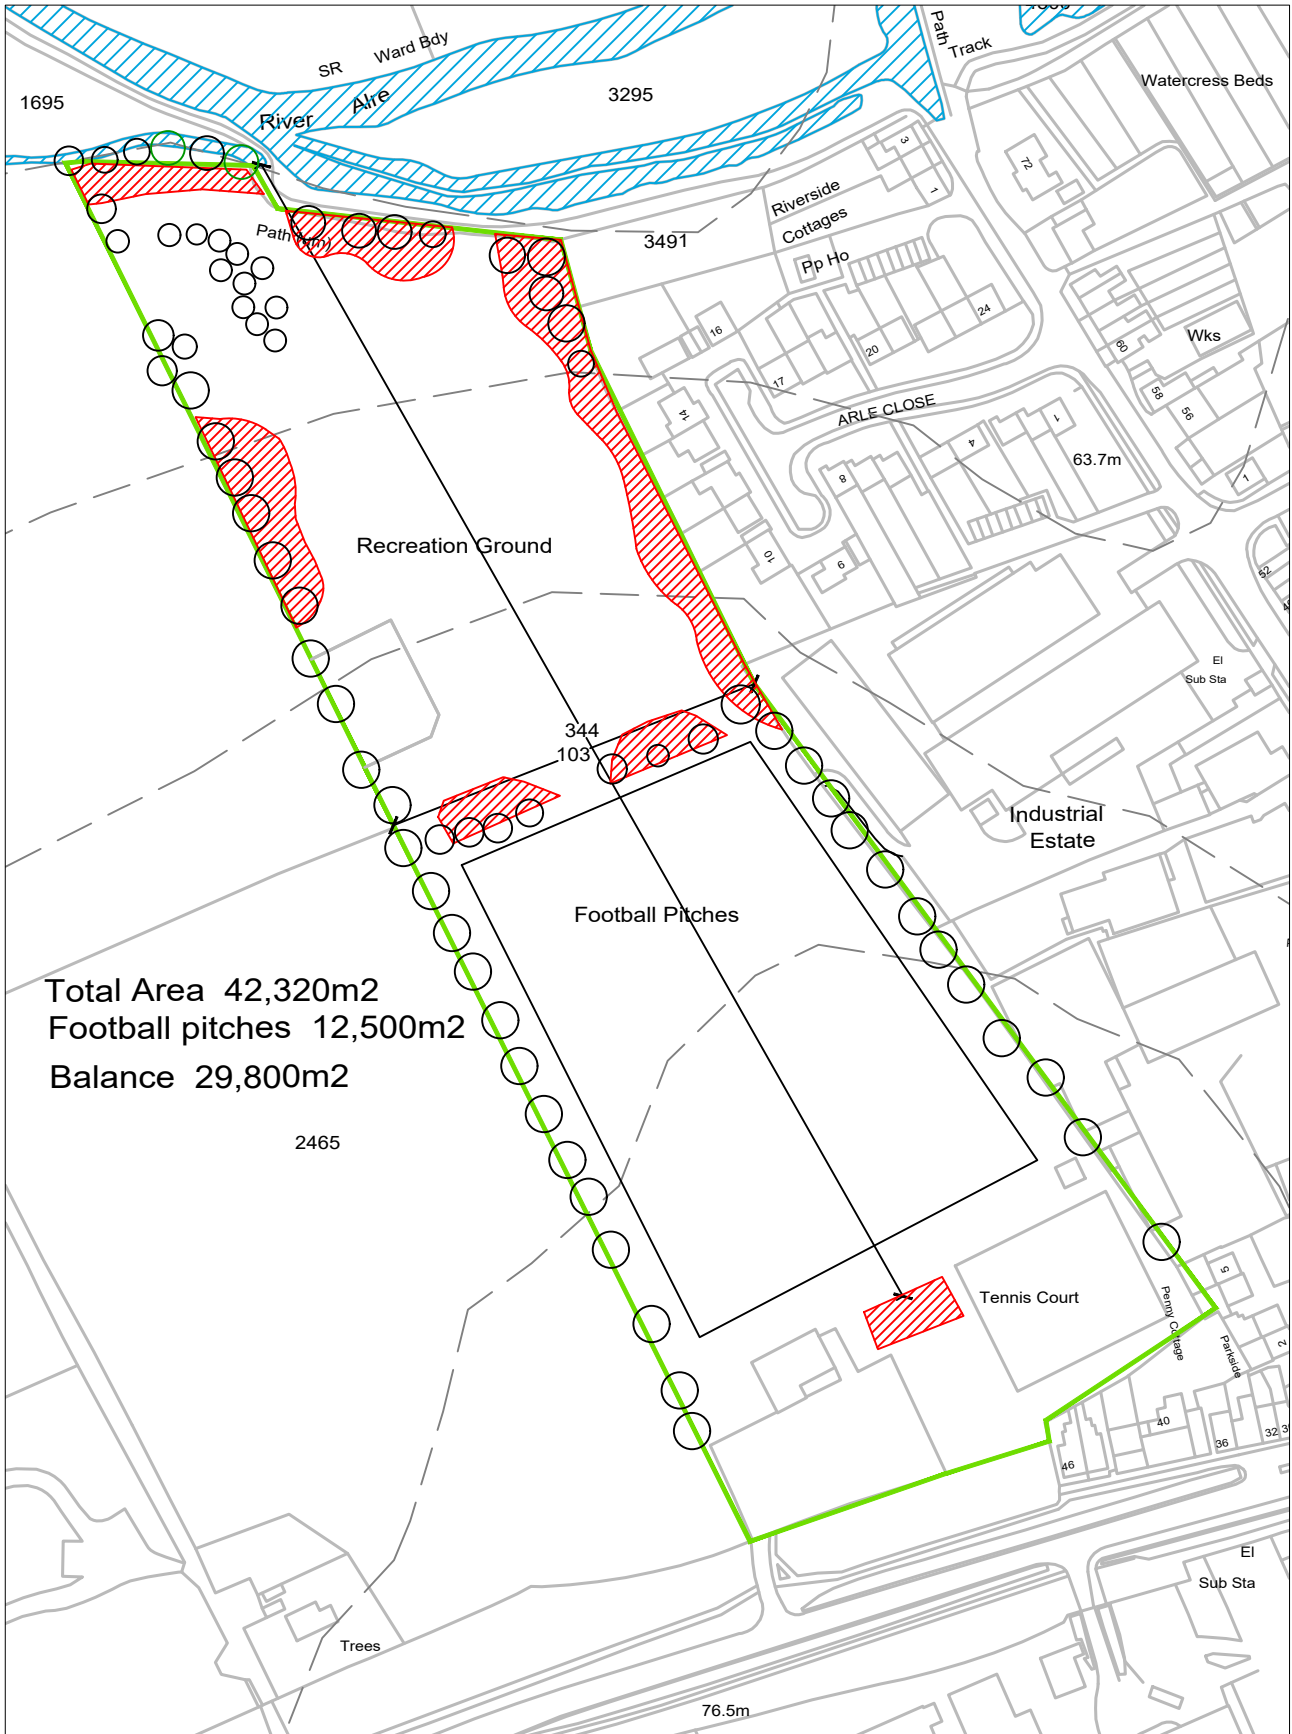 Path
Track
SR
Ward Bdy
Watercress Beds
1695
3295
River
Alre
3
72
1
Riverside
Cottages
Path (um)
3491
Pp Ho
16
24
20
17
60
Wks
58
56
14
ARLE CLOSE
1
4
63.7m
8
1
Recreation Ground
10
9
52
El
Sub Sta
344
103
Industrial
Estate
Football Pitches
Total Area 42,320m2
Football pitches 12,500m2
Balance 29,800m2
2465
5
Tennis Court
Penny Cottage
Parkside
2
40
36
32
46
El
Sub Sta
Trees
76.5m